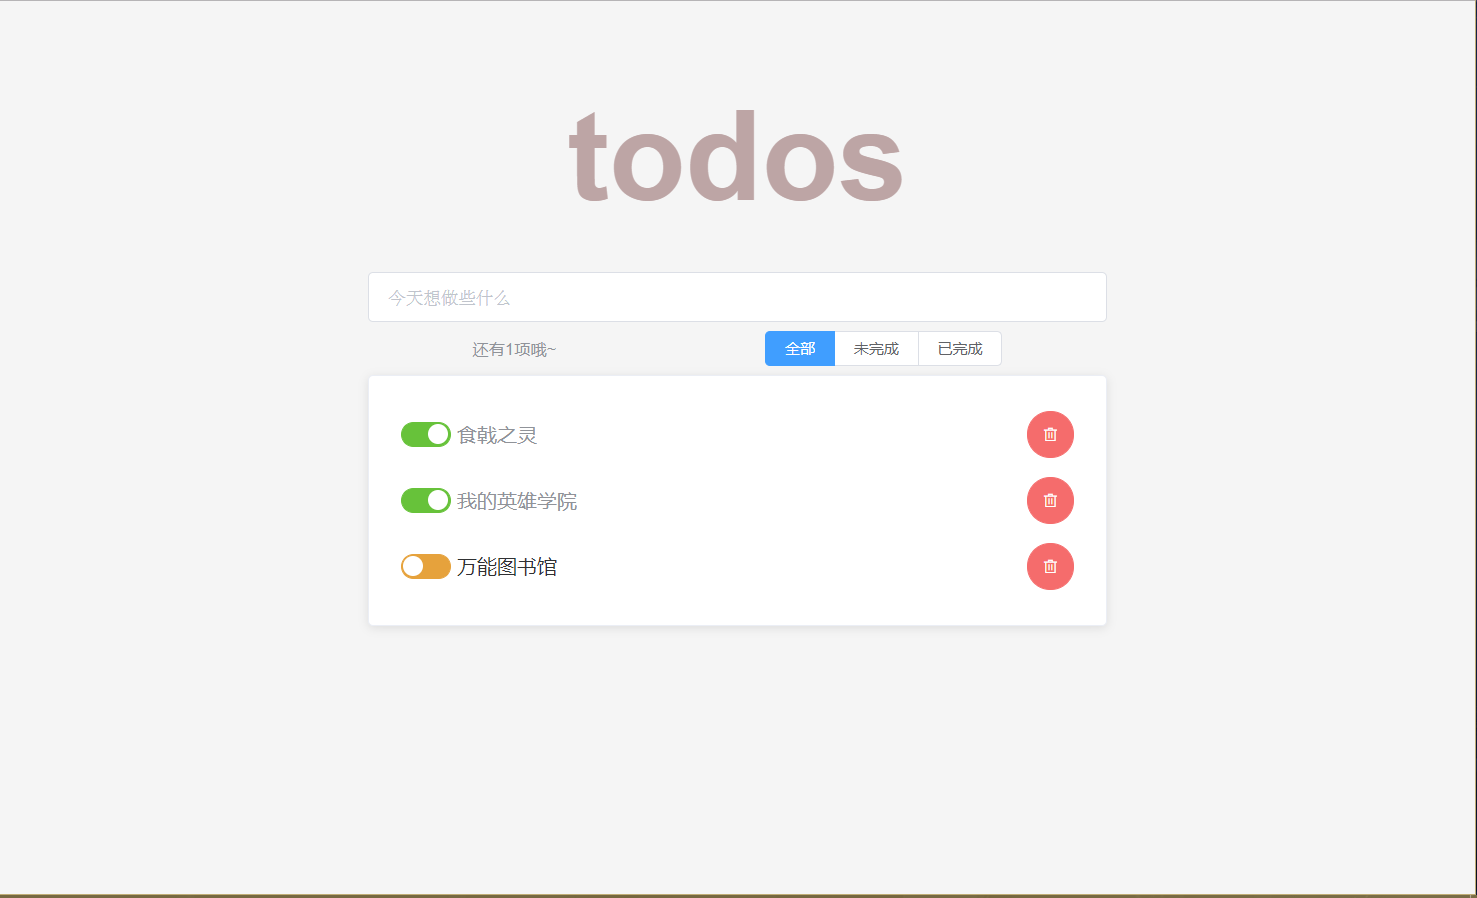 todos
今天想做些什么
还有1项哦~
全部 未完成 已完成
食戟之灵
我的英雄学院
万能图书馆